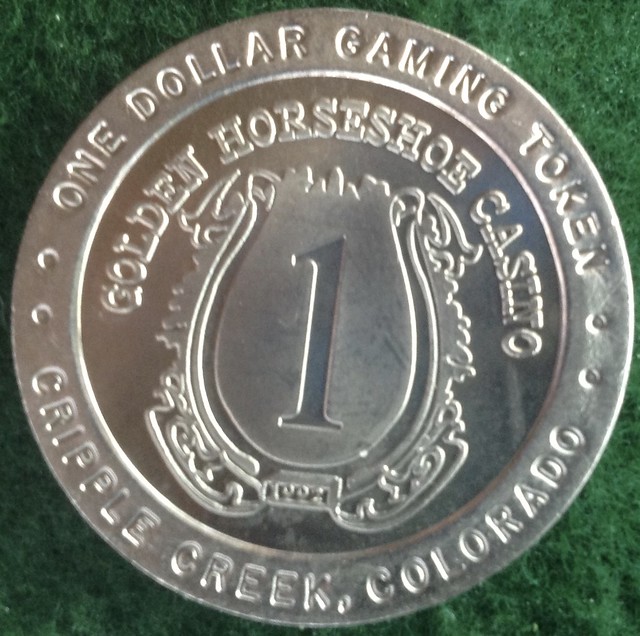 ONE DOLLAR GAMING TOKEN
GOLDEN HORSESHOE CASINO
1
CRIPPLE CREEK, COLORADO